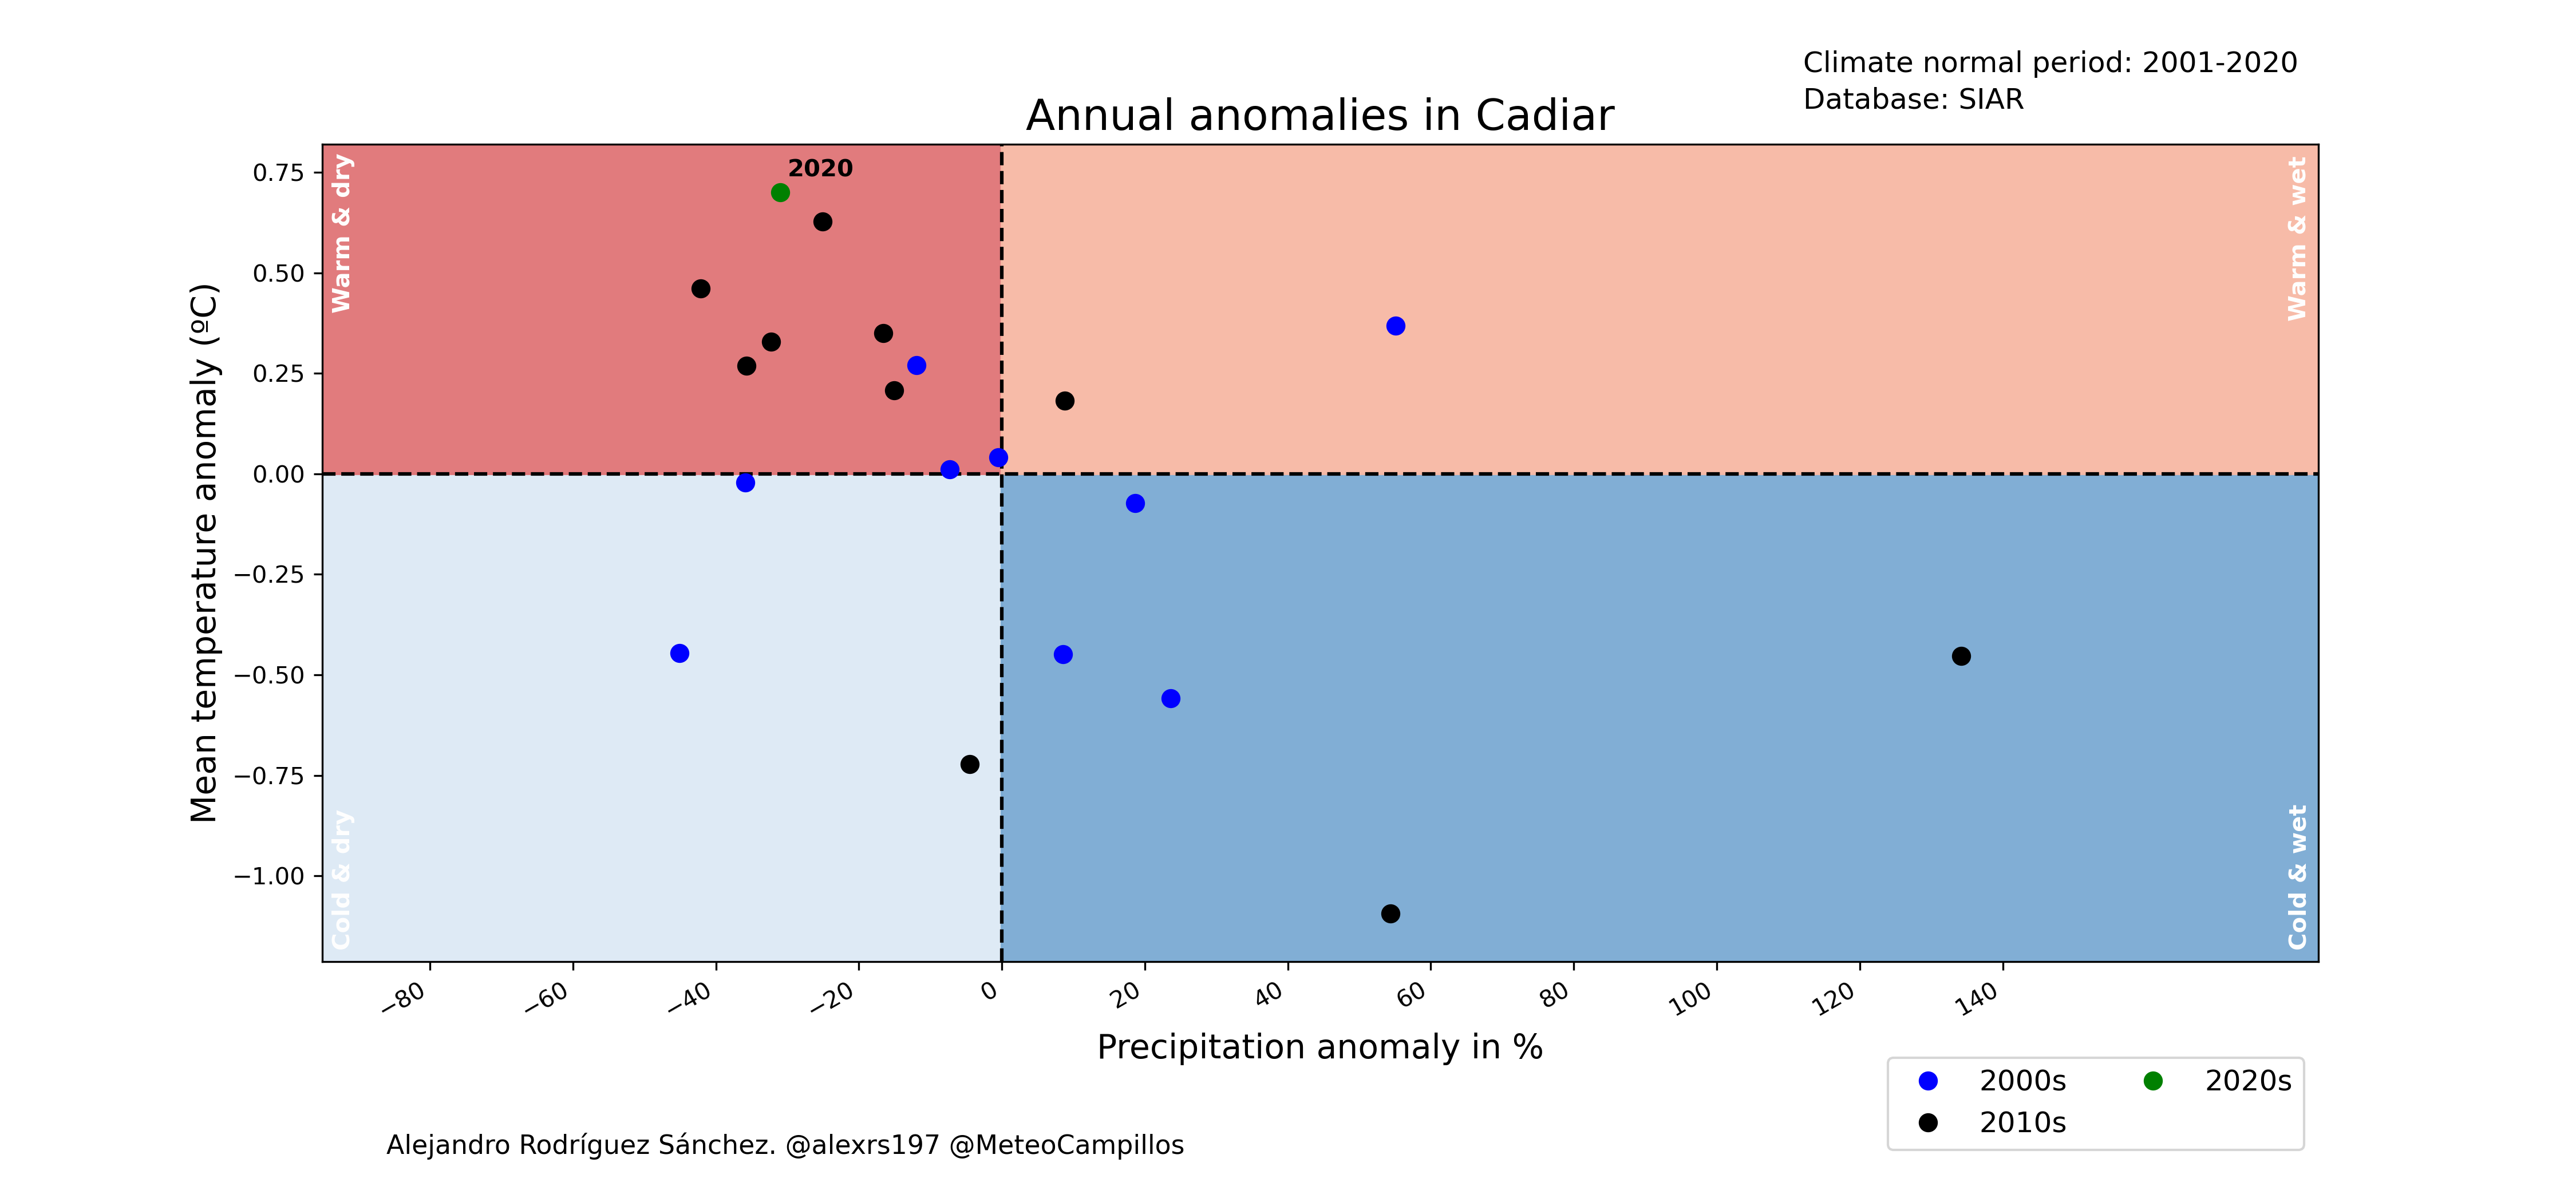 Climate normal period: 2001-2020
Database: SIAR
Annual anomalies in Cadiar
Warm & dry
Warm & wet
2020
Cold & dry
Cold & wet
Mean temperature anomaly (ºC)
0.75
0.50
0.25
0.00
−0.25
−0.50
−0.75
−1.00
−80
−60
−40
−20
0
20
40
60
80
100
120
140
Precipitation anomaly in %
2000s
2010s
2020s
Alejandro Rodríguez Sánchez. @alexrs197 @MeteoCampillos